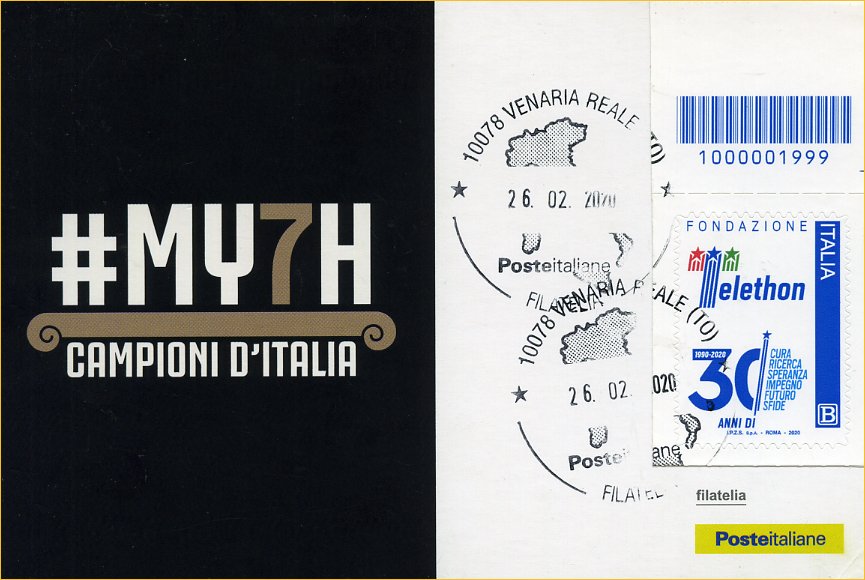 #MY7H
CAMPIONI D'ITALIA
10078 VENARIA REALE (TO)
26. 02. 2020
Posteitaliane
FILATELIA
10078 VENARIA REALE (TO)
26. 02. 2020
Posteitaliane
FILATEL
1000001999
FONDAZIONE
ITALIA
Telethon
1990-2020
30
ANNI DI
CURA
RICERCA
SPERANZA
IMPEGNO
FUTURO
SFIDE
B
I.P.Z.S. S.p.A. - ROMA - 2020
filatelia
Posteitaliane